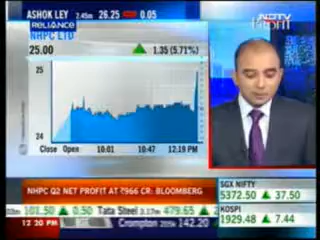 ASHOK LEY 2:45m 26.25 0.05
NDTV
PROFIT
RELIANCE
NHPC LTD
25.00 1.35 (5.71%)
25
24
Close Open 10:01 10:47 12:19 PM
NHPC Q2 NET PROFIT AT ₹966 CR: BLOOMBERG
SGX NIFTY
5372.50 37.50
KOSPI
1929.48 7.44
101.50 0.50 Tata Steel 3.17m 479.65
12:20 PM Crompton 142.20